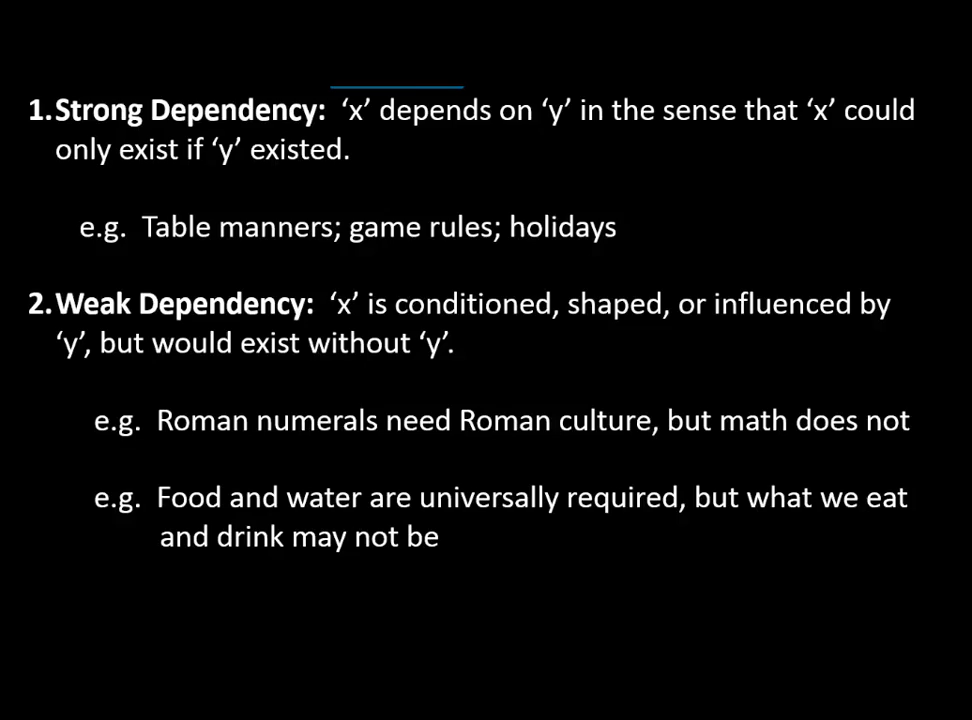 1. Strong Dependency: ‘x’ depends on ‘y’ in the sense that ‘x’ could
only exist if ‘y’ existed.
e.g. Table manners; game rules; holidays
2. Weak Dependency: ‘x’ is conditioned, shaped, or influenced by
‘y’, but would exist without ‘y’.
e.g. Roman numerals need Roman culture, but math does not
e.g. Food and water are universally required, but what we eat
and drink may not be